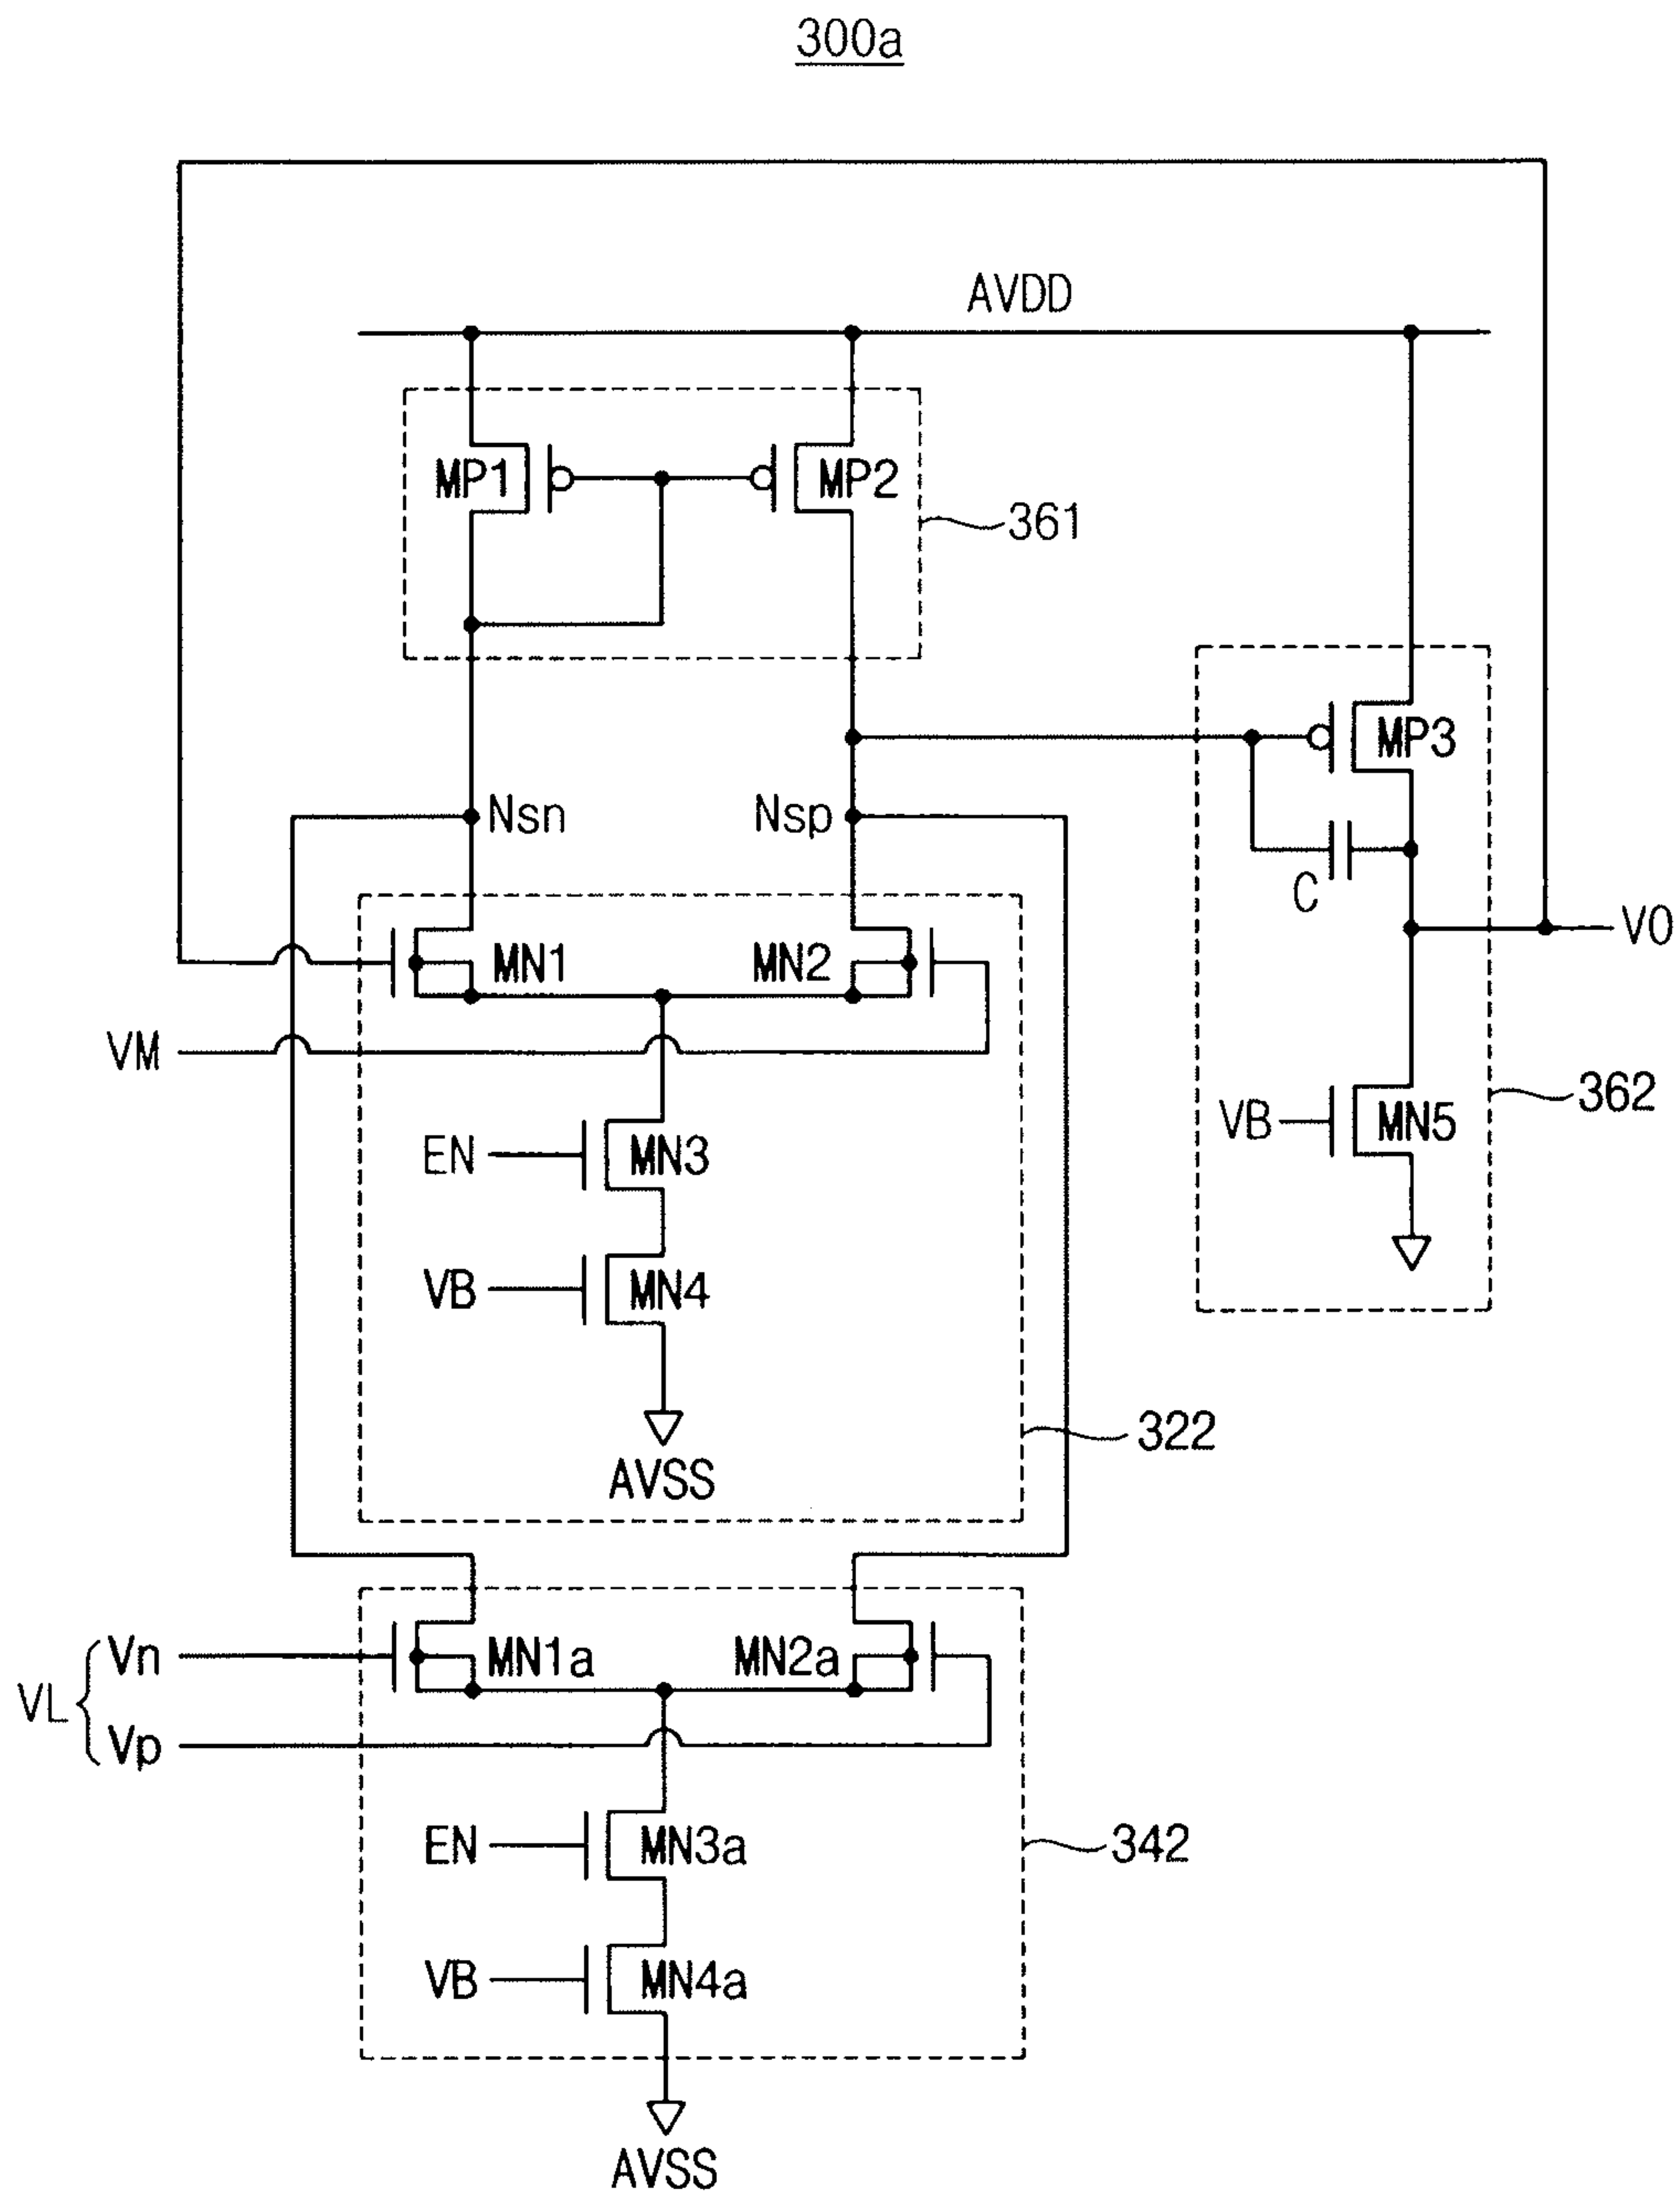 300a
AVDD
MP1
MP2
361
MP3
Nsn
Nsp
C
VO
MN1
MN2
VM
362
VB
MN5
EN
MN3
VB
MN4
322
AVSS
Vn
MN1a
MN2a
VL
Vp
EN
MN3a
342
VB
MN4a
AVSS